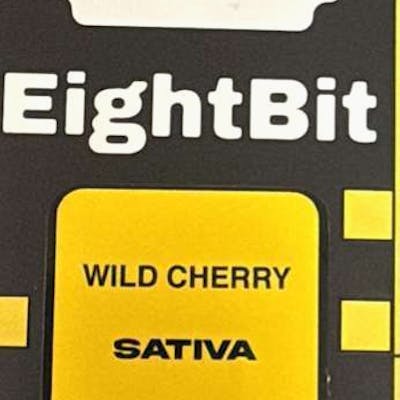 EightBit
WILD CHERRY
SATIVA